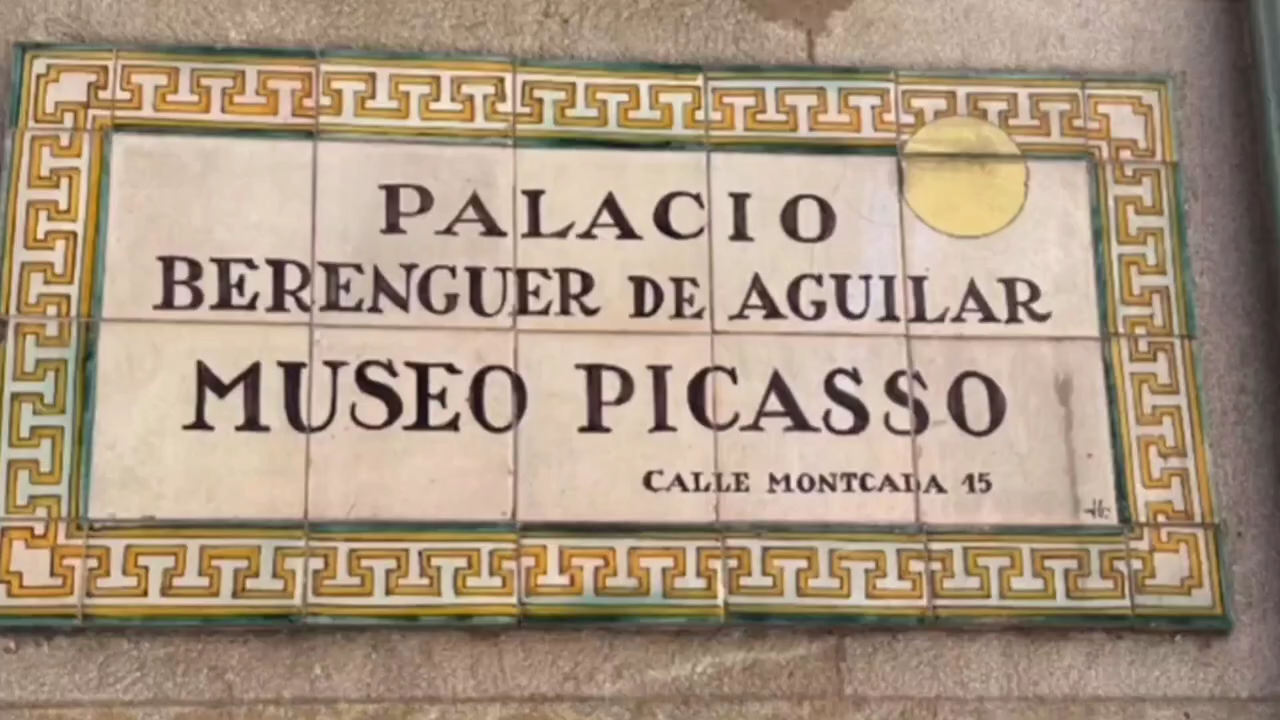 PALACIO
BERENGUER DE AGUILAR
MUSEO PICASSO
CALLE MONTCADA 15